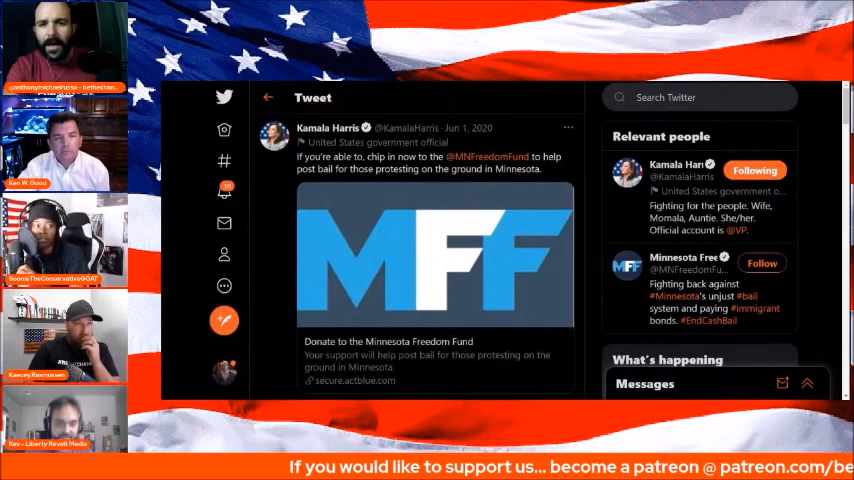 @anthonymichaelrusso - bethechan...
Ken W. Good
BoonieTheConservativeGOAT
Kaecey.Rasmussen
Kev - Liberty Revolt Media
19
Tweet
Kamala Harris @KamalaHarris · Jun 1, 2020
United States government official
If you're able to, chip in now to the @MNFreedomFund to help
post bail for those protesting on the ground in Minnesota.
MFF
Donate to the Minnesota Freedom Fund
Your support will help post bail for those protesting on the
ground in Minnesota.
secure.actblue.com
Search Twitter
Relevant people
Kamala Harr
@KamalaHarris
Following
United States government o...
Fighting for the people. Wife,
Momala, Auntie. She/her.
Official account is @VP.
MFF
Minnesota Free
@MNFreedomFu...
Follow
Fighting back against
#Minnesota's unjust #bail
system and paying #immigrant
bonds. #EndCashBail
What's happening
Messages
If you would like to support us... become a patreon @ patreon.com/be